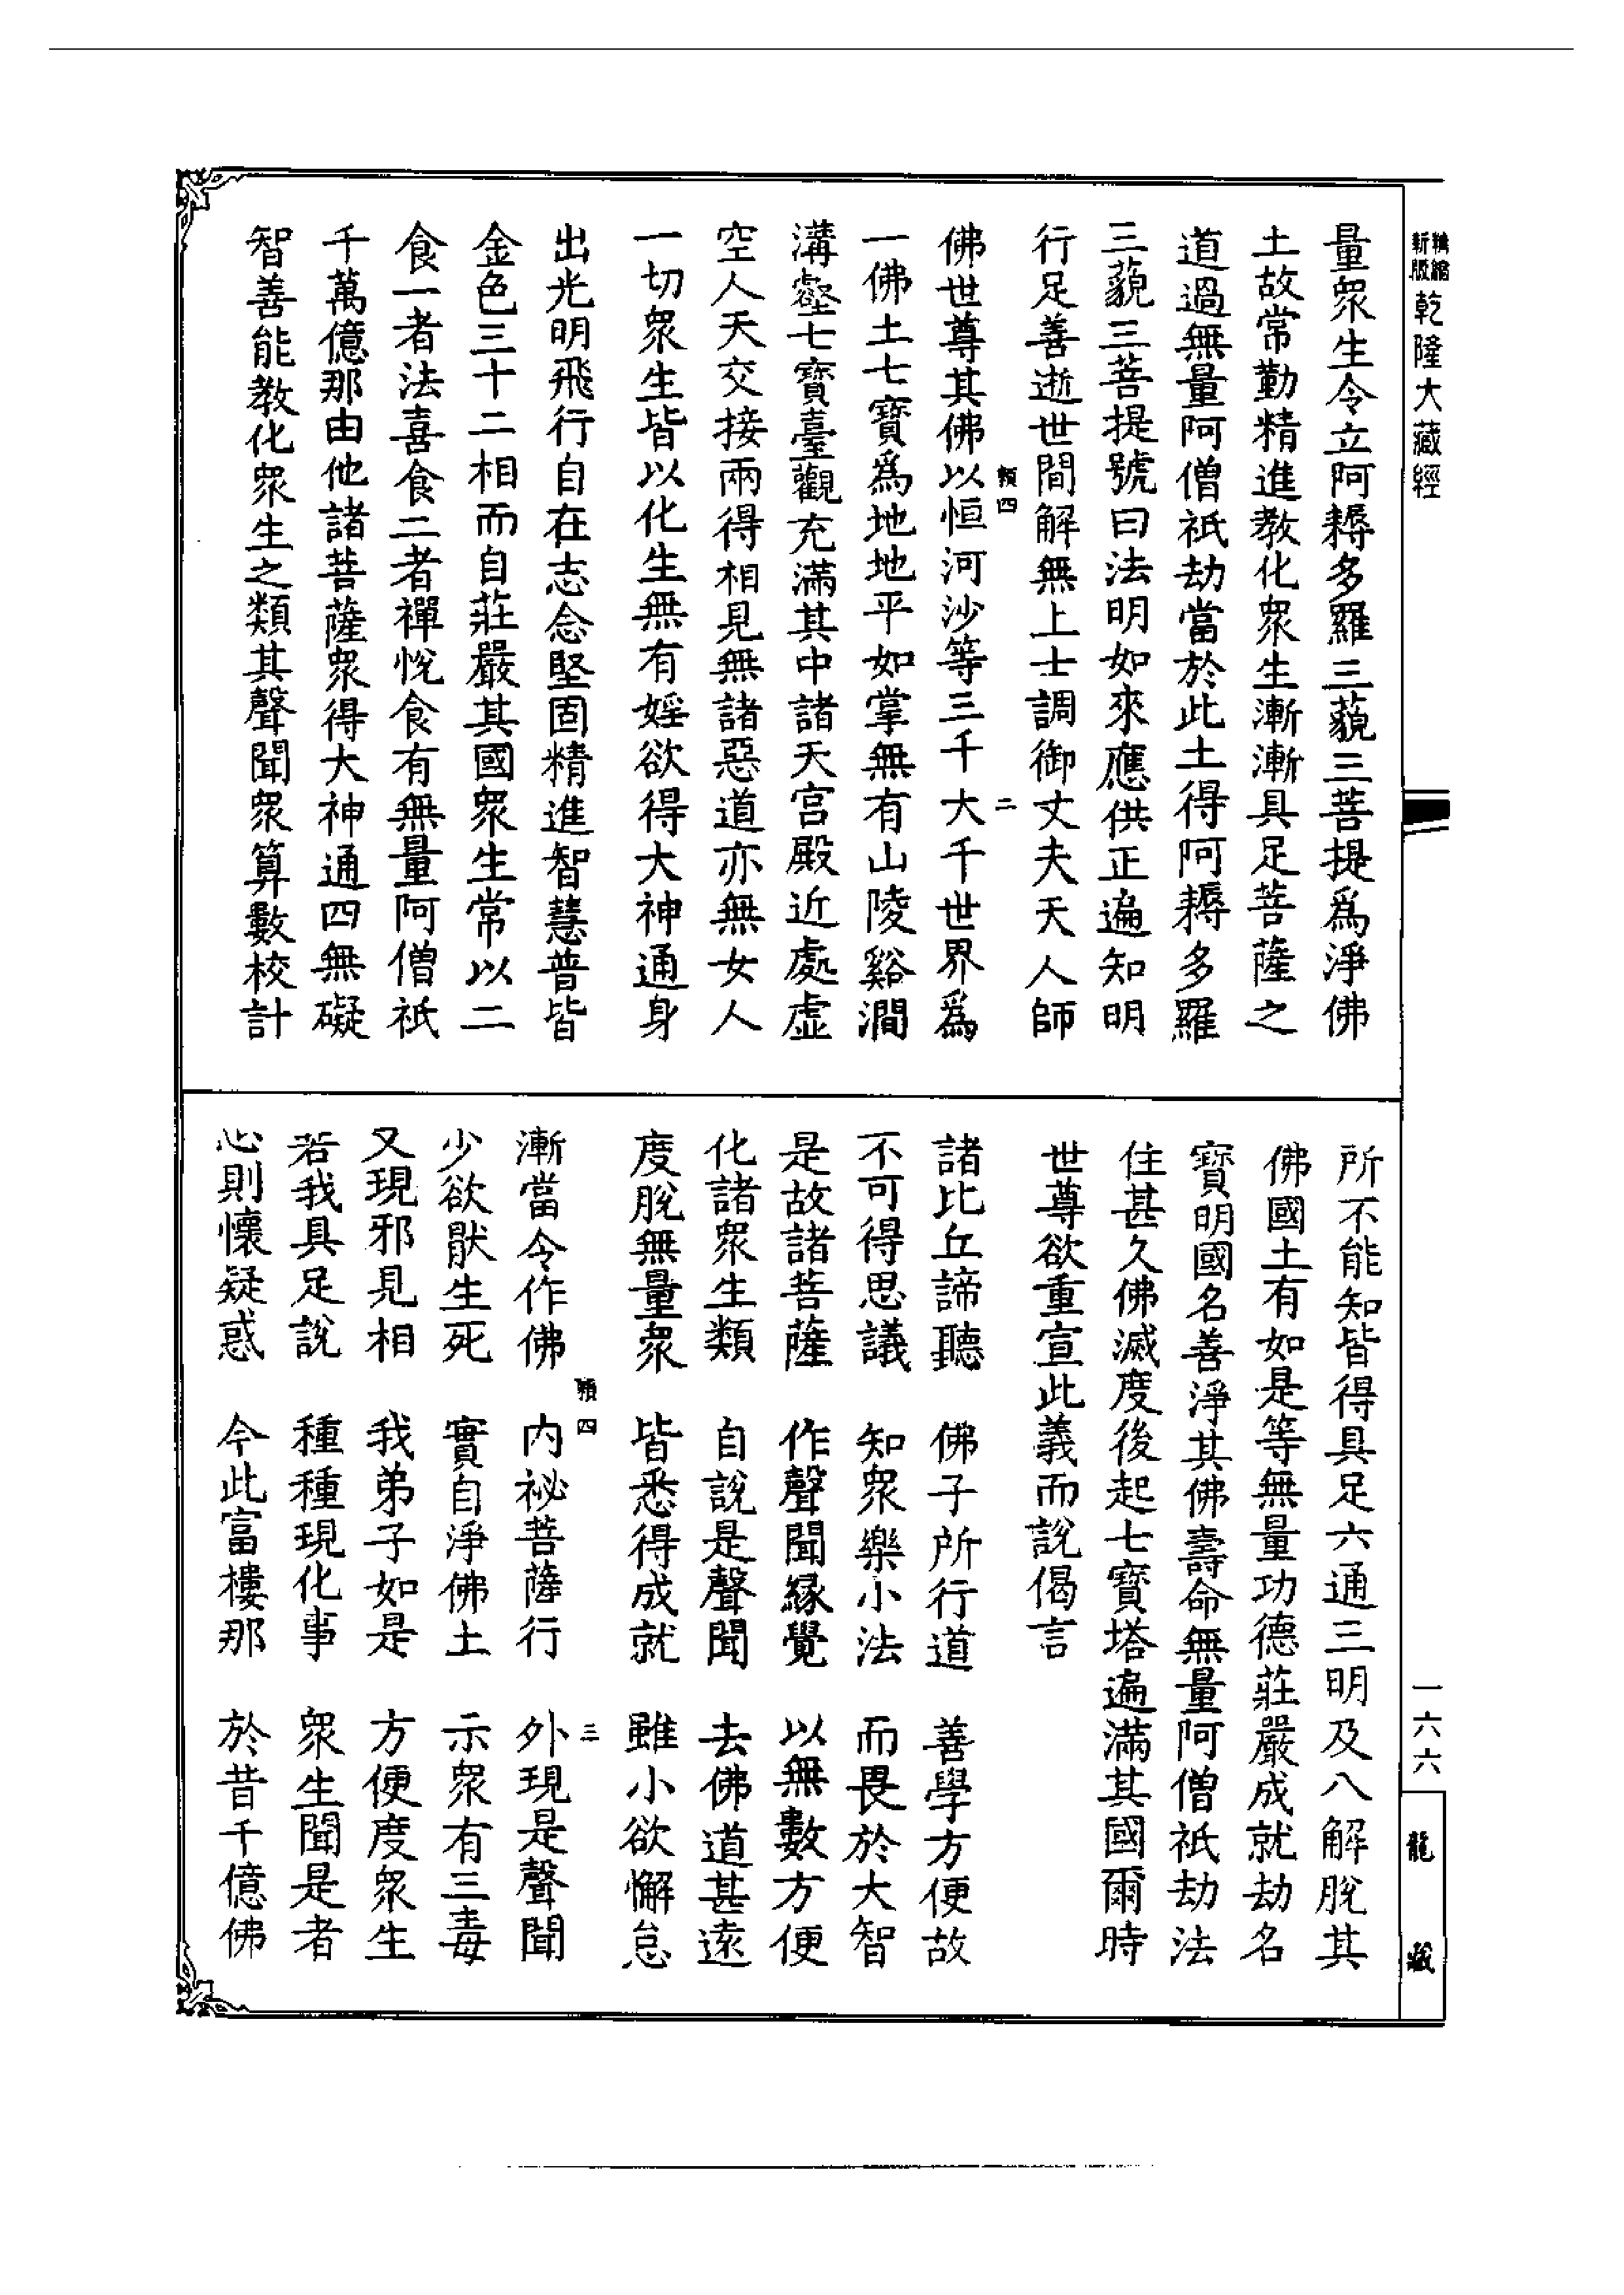 精縮新版乾隆大藏經
量衆生令立阿耨多羅三藐三菩提爲淨佛
土故常勤精進教化衆生漸漸具足菩薩之
道過無量阿僧祇劫當於此土得阿耨多羅
三藐三菩提號曰法明如來應供正遍知明
行足善逝世間解無上士調御丈夫天人師
頖四 二
佛世尊其佛以恒河沙等三千大千世界爲
一佛土七寶爲地地平如掌無有山陵谿澗
溝壑七寶臺觀充滿其中諸天宫殿近處虛
空人天交接兩得相見無諸惡道亦無女人
一切衆生皆以化生無有婬欲得大神通身
出光明飛行自在志念堅固精進智慧普皆
金色三十二相而自莊嚴其國衆生常以二
食一者法喜食二者禪悅食有無量阿僧祇
千萬億那由他諸菩薩衆得大神通四無礙
智善能教化衆生之類其聲聞衆算數校計
所不能知皆得具足六通三明及八解脫其
佛國土有如是等無量功德莊嚴成就劫名
寶明國名善淨其佛壽命無量阿僧祇劫法
住甚久佛滅度後起七寶塔遍滿其國爾時
世尊欲重宣此義而說偈言
諸比丘諦聽 佛子所行道 善學方便故
不可得思議 知衆樂小法 而畏於大智
是故諸菩薩 作聲聞緣覺 以無數方便
化諸衆生類 自說是聲聞 去佛道甚遠
度脫無量衆 皆悉得成就 雖小欲懈怠
頖四 三
漸當令作佛 内祕菩薩行 外現是聲聞
少欲厭生死 實自淨佛土 示衆有三毒
又現邪見相 我弟子如是 方便度衆生
若我具足說 種種現化事 衆生聞是者
心則懷疑惑 今此富樓那 於昔千億佛
一六六
龍藏